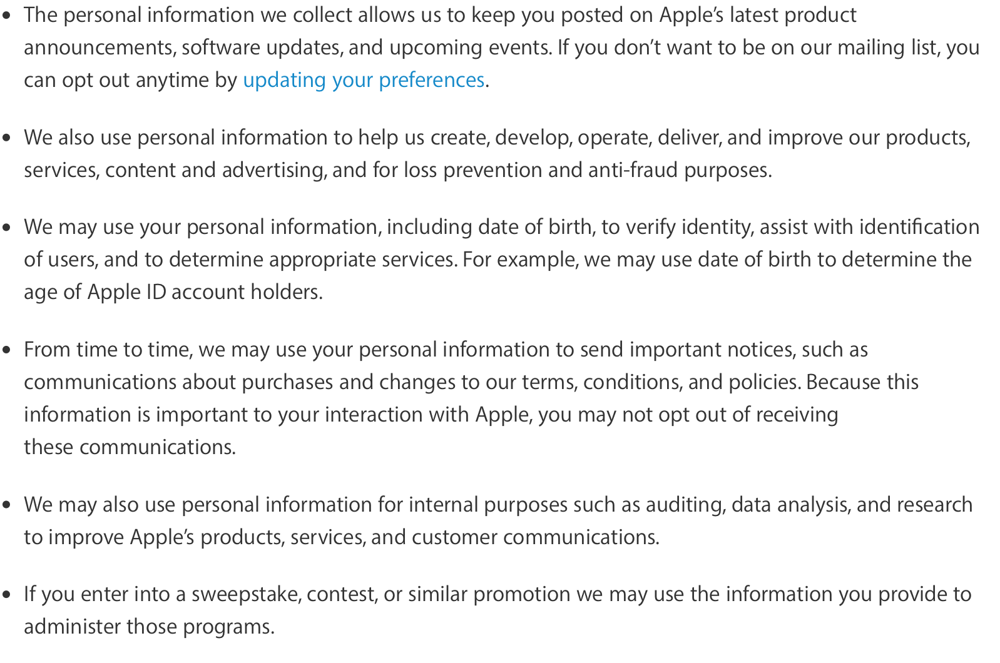 • The personal information we collect allows us to keep you posted on Apple’s latest product
announcements, software updates, and upcoming events. If you don’t want to be on our mailing list, you
can opt out anytime by updating your preferences.
• We also use personal information to help us create, develop, operate, deliver, and improve our products,
services, content and advertising, and for loss prevention and anti-fraud purposes.
• We may use your personal information, including date of birth, to verify identity, assist with identification
of users, and to determine appropriate services. For example, we may use date of birth to determine the
age of Apple ID account holders.
• From time to time, we may use your personal information to send important notices, such as
communications about purchases and changes to our terms, conditions, and policies. Because this
information is important to your interaction with Apple, you may not opt out of receiving
these communications.
• We may also use personal information for internal purposes such as auditing, data analysis, and research
to improve Apple’s products, services, and customer communications.
• If you enter into a sweepstake, contest, or similar promotion we may use the information you provide to
administer those programs.